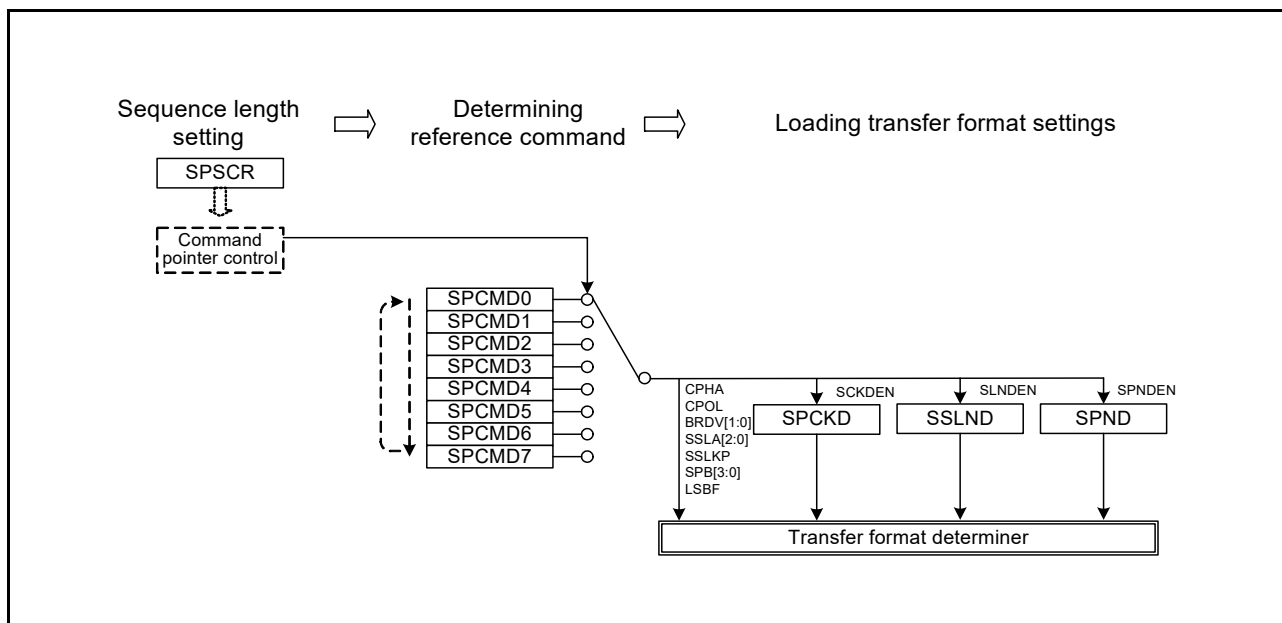 Sequence length
setting
Determining
reference command
Loading transfer format settings
SPSCR
Command
pointer control
SPCMD0
SPCMD1
SPCMD2
SPCMD3
SPCMD4
SPCMD5
SPCMD6
SPCMD7
CPHA
CPOL
BRDV[1:0]
SSLA[2:0]
SSLKP
SPB[3:0]
LSBF
SCKDEN
SPCKD
SLNDEN
SSLND
SPNDEN
SPND
Transfer format determiner